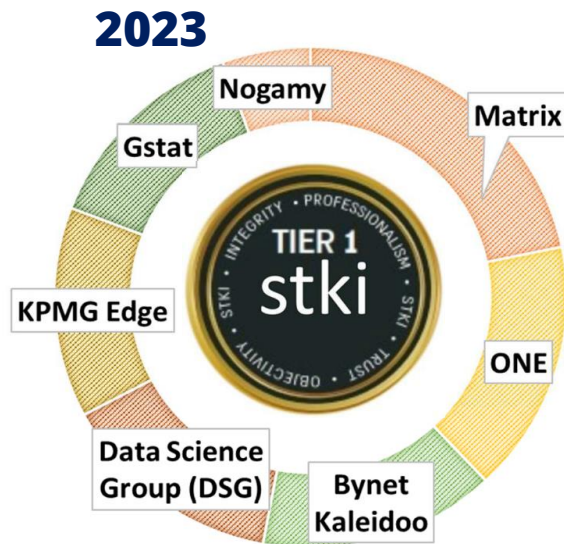 2023
Nogamy
Matrix
Gstat
KPMG Edge
ONE
Data Science
Group (DSG)
Bynet
Kaleidoo
STKI • INTEGRITY • PROFESSIONALISM • STKI • TRUST • OBJECTIVITY •
TIER 1
stki